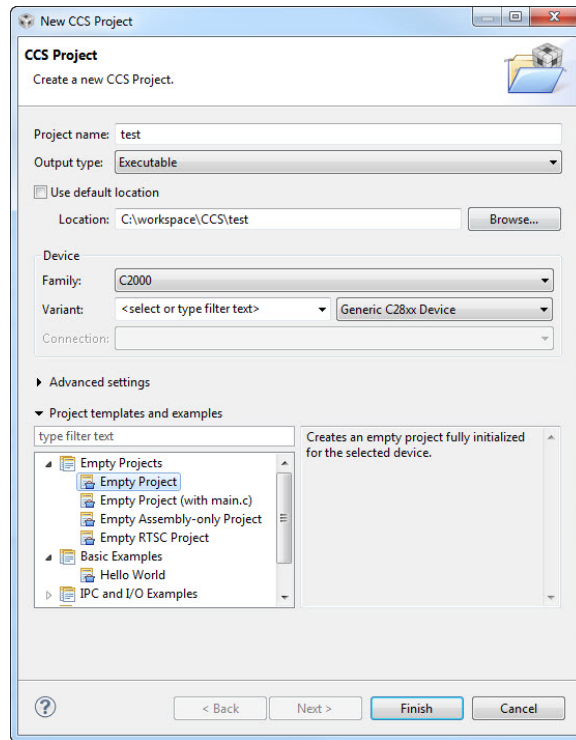 New CCS Project
CCS Project
Create a new CCS Project.
Project name: test
Output type: Executable
Use default location
Location: C:\workspace\CCS\test Browse...
Device
Family: C2000
Variant: <select or type filter text> Generic C28xx Device
Connection:
Advanced settings
Project templates and examples
type filter text
Empty Projects
Empty Project
Empty Project (with main.c)
Empty Assembly-only Project
Empty RTSC Project
Basic Examples
Hello World
IPC and I/O Examples
Creates an empty project fully initialized
for the selected device.
? < Back Next > Finish Cancel